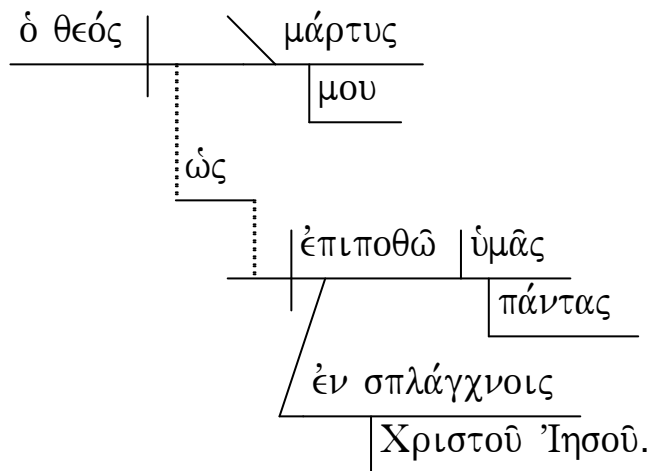 ὁ θεός μάρτυς
μου
ὡς
ἐπιποθῶ ὑμᾶς
πάντας
ἐν σπλάγχνοις
Χριστοῦ Ἰησοῦ.